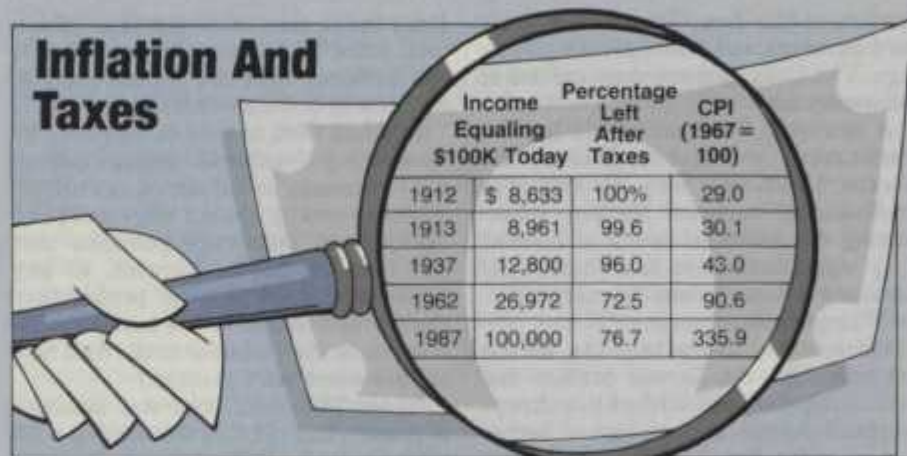 Inflation And
Taxes
Income Equaling $100K Today Percentage Left After Taxes CPI (1967 = 100)
1912 $ 8,633 100% 29.0
1913 8,961 99.6 30.1
1937 12,800 96.0 43.0
1962 26,972 72.5 90.6
1987 100,000 76.7 335.9